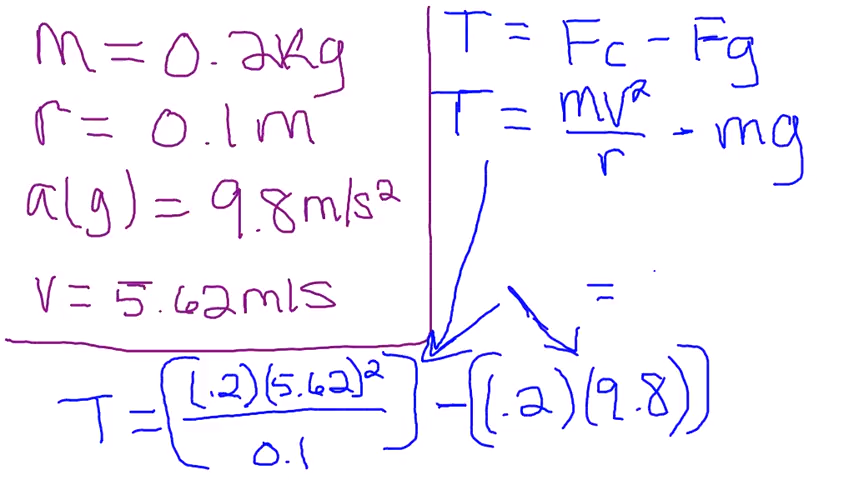 m = 0.2kg
r = 0.1m
a(g) = 9.8m/s²
v = 5.62m/s
T = Fc - Fg
T = mv²/r - mg
=
T = [(.2)(5.62)²/0.1] - [(.2)(9.8)]